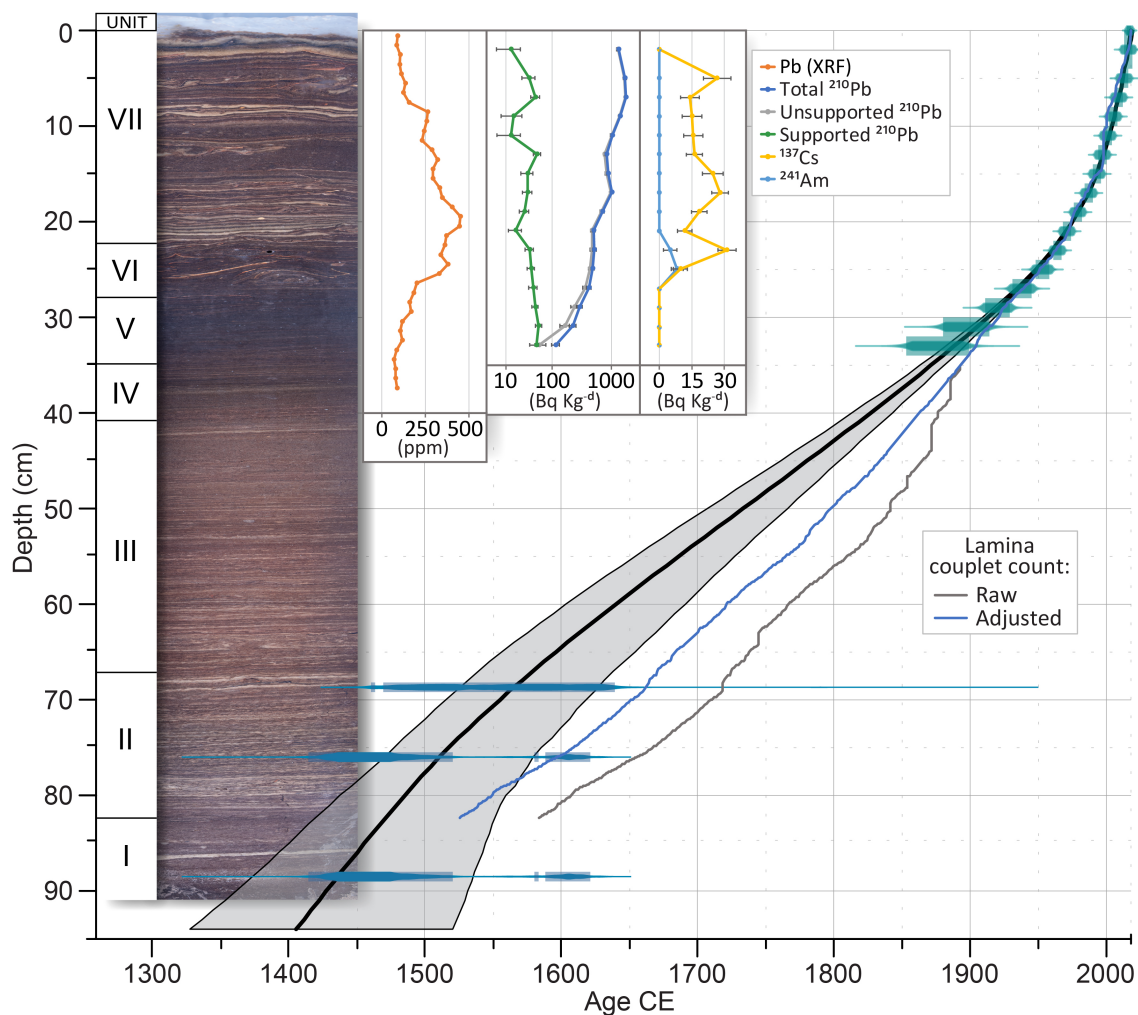 UNIT
VII
VI
V
IV
III
II
I
Depth (cm)
0
10
20
30
40
50
60
70
80
90
0 250 500
(ppm)
10 100 1000
(Bq Kg⁻ᵈ)
0 15 30
(Bq Kg⁻ᵈ)
Pb (XRF)
Total ²¹⁰Pb
Unsupported ²¹⁰Pb
Supported ²¹⁰Pb
¹³⁷Cs
²⁴¹Am
Lamina
couplet count:
Raw
Adjusted
1300 1400 1500 1600 1700 1800 1900 2000
Age CE